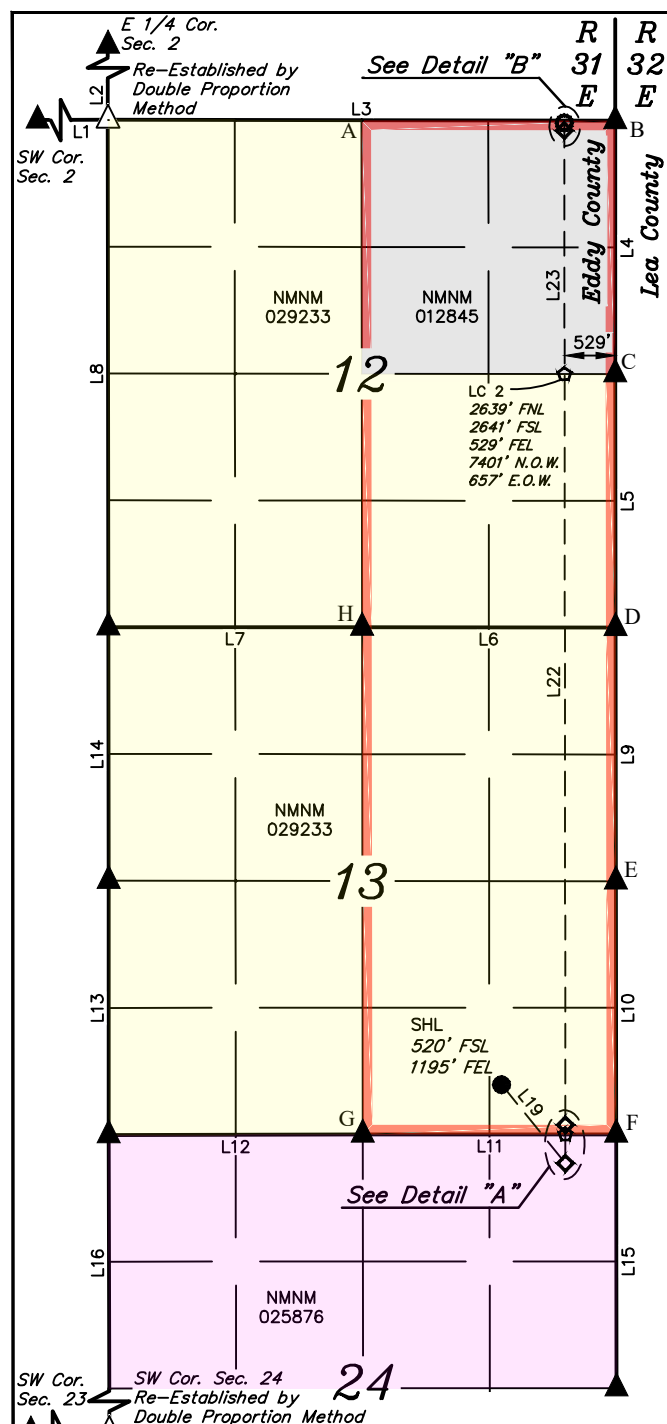 E 1/4 Cor.
Sec. 2
Re-Established by
Double Proportion
Method
L2
L1
SW Cor.
Sec. 2
See Detail "B"
R
31
E
R
32
E
L3
A
B
Eddy County
Lea County
L4
L23
NMNM
029233
NMNM
012845
529'
L8
12
C
LC 2
2639' FNL
2641' FSL
529' FEL
7401' N.O.W.
657' E.O.W.
L5
H
D
L7
L6
L22
L14
L9
NMNM
029233
13
E
L13
L10
SHL
520' FSL
1195' FEL
L19
G
F
L12
L11
See Detail "A"
L16
L15
NMNM
025876
24
SW Cor.
Sec. 23
SW Cor. Sec. 24
Re-Established by
Double Proportion Method